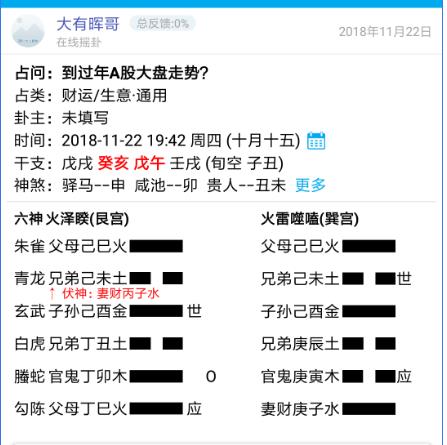 大有晖哥 总反馈:0%
在线摇卦
2018年11月22日
占问：到过年A股大盘走势？
占类：财运/生意·通用
卦主：未填写
时间：2018-11-22 19:42 周四 (十月十五)
干支：戊戌 癸亥 戊午 壬戌 (旬空 子丑)
神煞：驿马--申 咸池--卯 贵人--丑未 更多
六神 火泽睽(艮宫) 火雷噬嗑(巽宫)
朱雀 父母己巳火 父母己巳火
青龙 兄弟己未土 兄弟己未土 世
↑ 伏神：妻财丙子水
玄武 子孙己酉金 世 子孙己酉金
白虎 兄弟丁丑土 兄弟庚辰土
螣蛇 官鬼丁卯木 O 官鬼庚寅木 应
勾陈 父母丁巳火 应 妻财庚子水